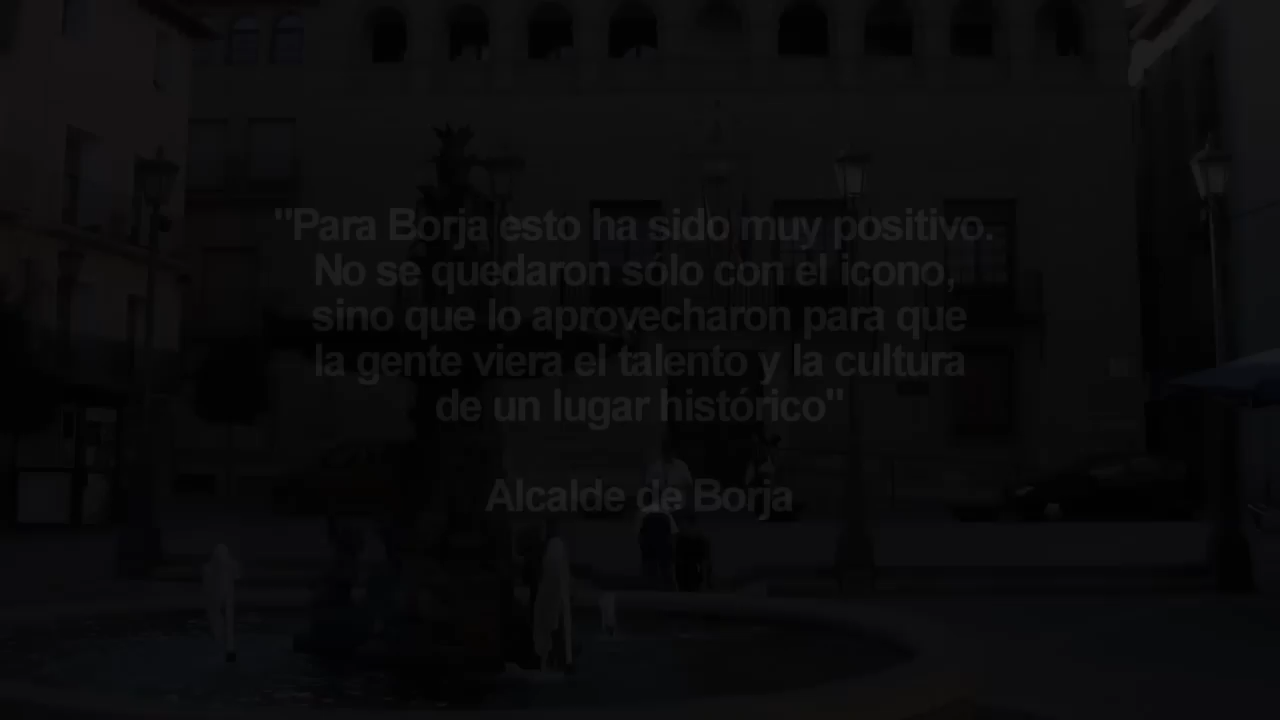 "Para Borja esto ha sido muy positivo.
No se quedaron sólo con el icono,
sino que lo aprovecharon para que
la gente viera el talento y la cultura
de un lugar histórico"
Alcalde de Borja